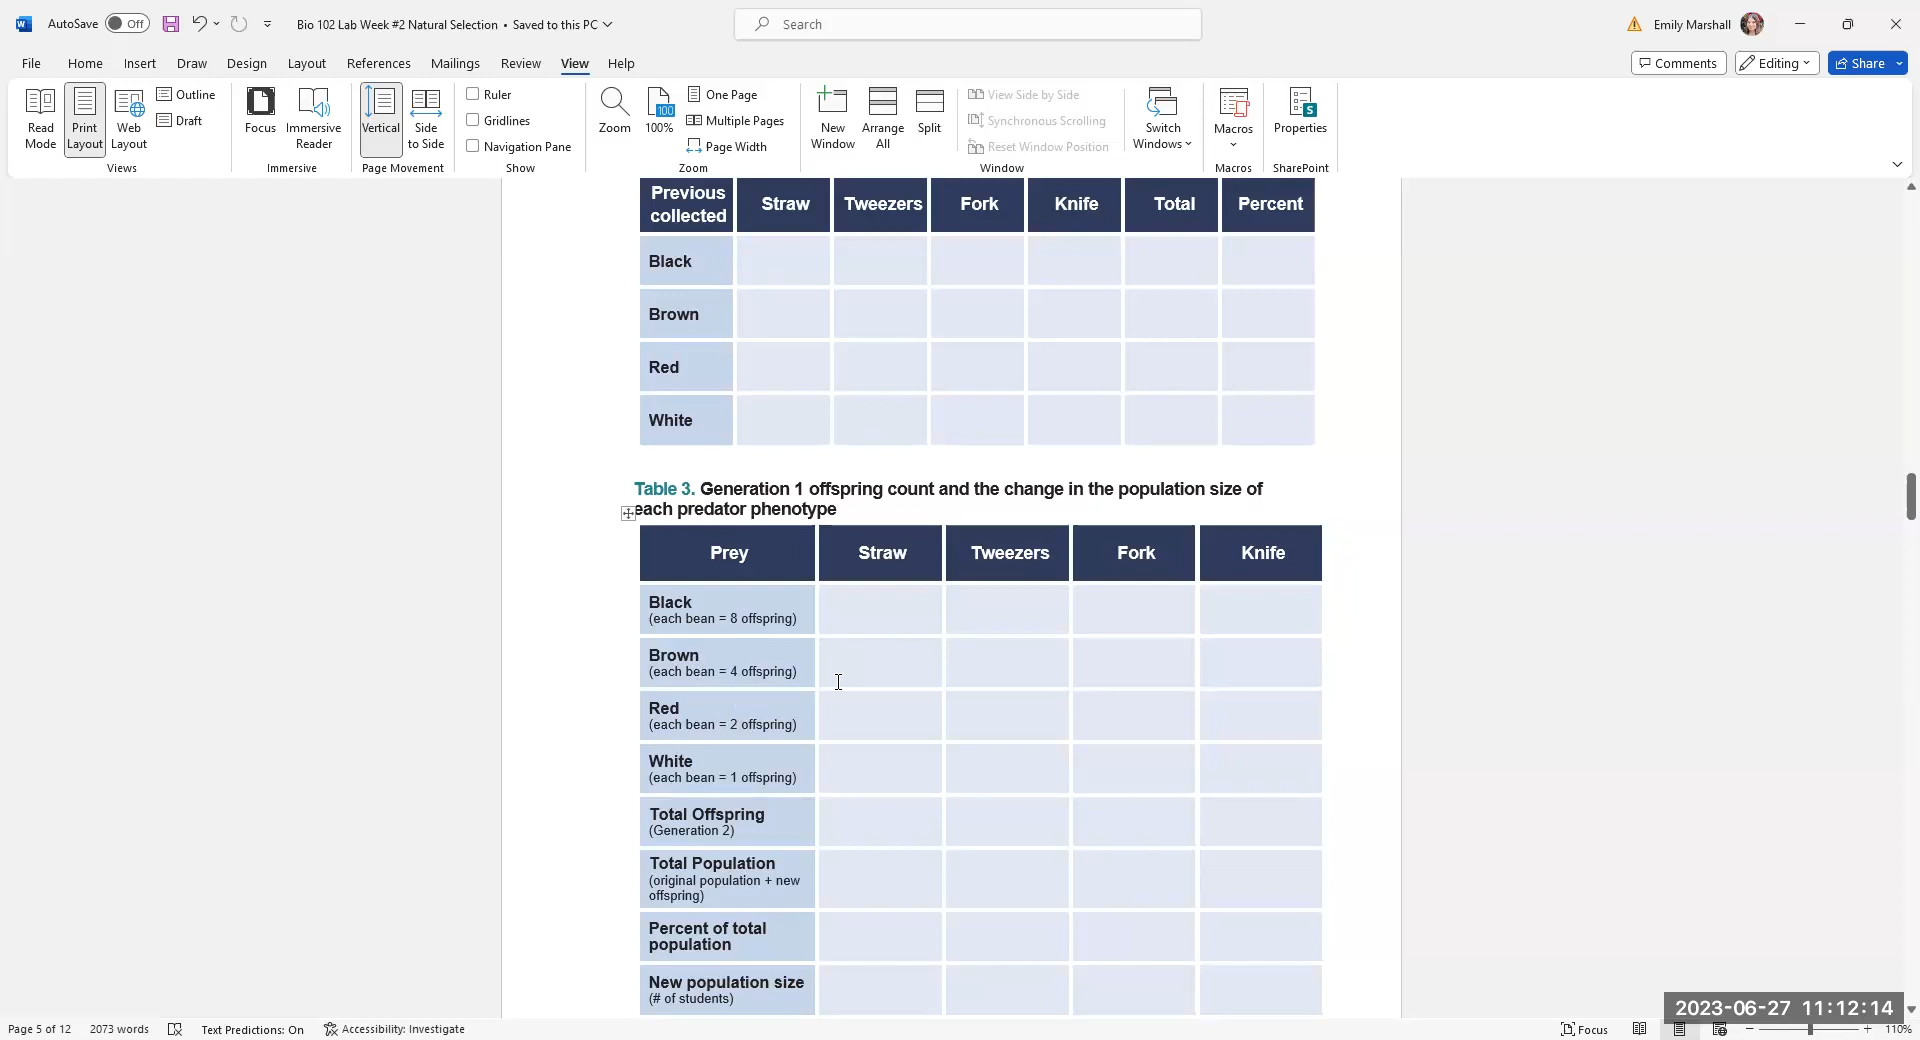 AutoSave Off Bio 102 Lab Week #2 Natural Selection • Saved to this PC Search Emily Marshall
File Home Insert Draw Design Layout References Mailings Review View Help Comments Editing Share
Read Mode
Print Layout
Web Layout
Outline
Draft
Views
Focus
Immersive Reader
Immersive
Vertical
Side to Side
Page Movement
Ruler
Gridlines
Navigation Pane
Show
Zoom
100
100%
One Page
Multiple Pages
Page Width
Zoom
New Window
Arrange All
Split
View Side by Side
Synchronous Scrolling
Reset Window Position
Window
Switch Windows
Macros
Macros
S
Properties
SharePoint
Previous collected Straw Tweezers Fork Knife Total Percent
Black
Brown
Red
White
Table 3. Generation 1 offspring count and the change in the population size of
each predator phenotype
Prey Straw Tweezers Fork Knife
Black
(each bean = 8 offspring)
Brown
(each bean = 4 offspring)
Red
(each bean = 2 offspring)
White
(each bean = 1 offspring)
Total Offspring
(Generation 2)
Total Population
(original population + new
offspring)
Percent of total
population
New population size
(# of students)
2023-06-27 11:12:14
Page 5 of 12 2073 words Text Predictions: On Accessibility: Investigate Focus 110%